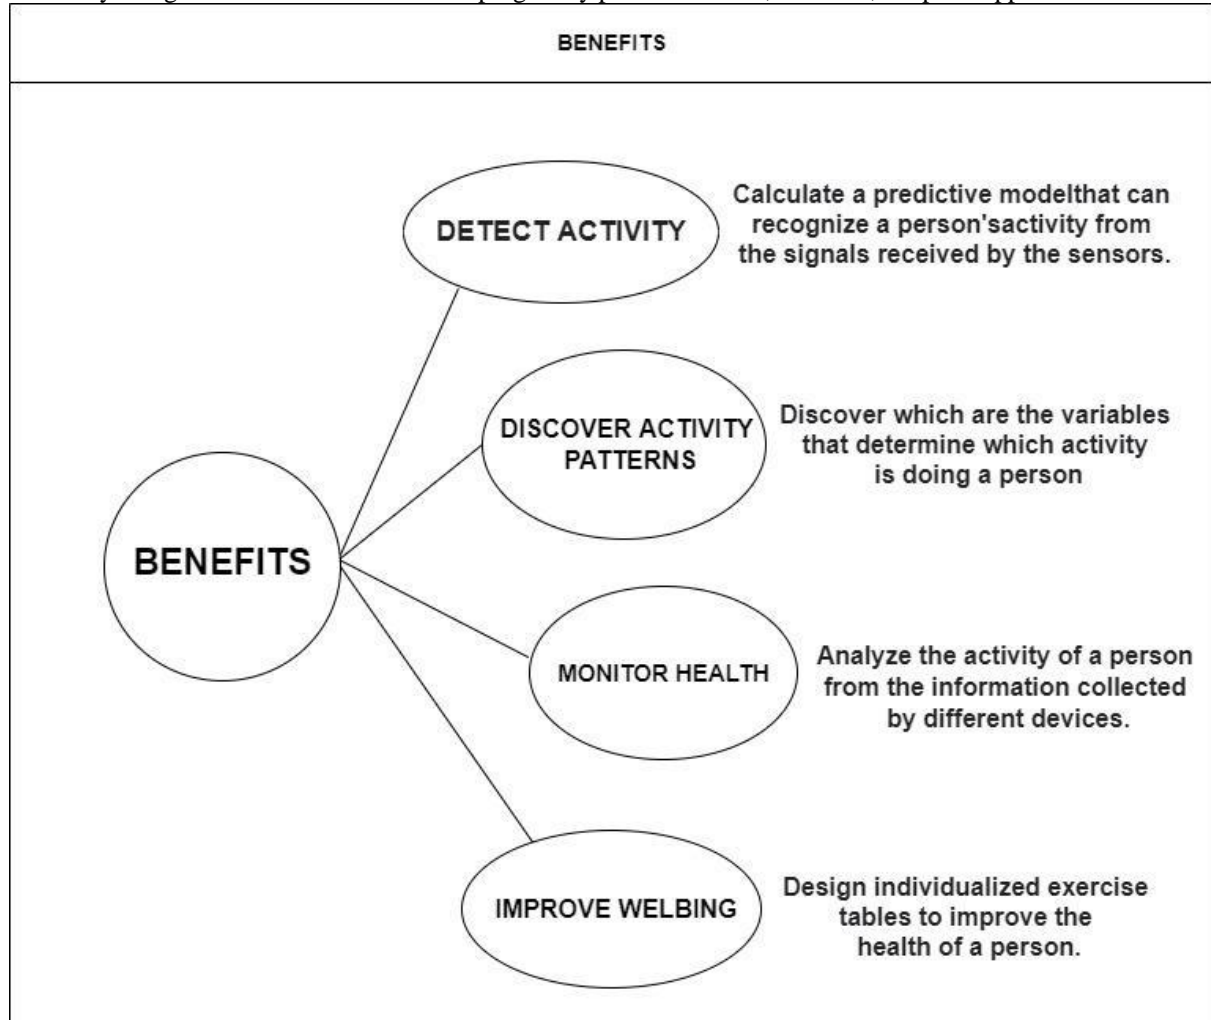 BENEFITS
DETECT ACTIVITY
Calculate a predictive modelthat can
recognize a person'sactivity from
the signals received by the sensors.
DISCOVER ACTIVITY
PATTERNS
Discover which are the variables
that determine which activity
is doing a person
BENEFITS
MONITOR HEALTH
Analyze the activity of a person
from the information collected
by different devices.
IMPROVE WELBING
Design individualized exercise
tables to improve the
health of a person.